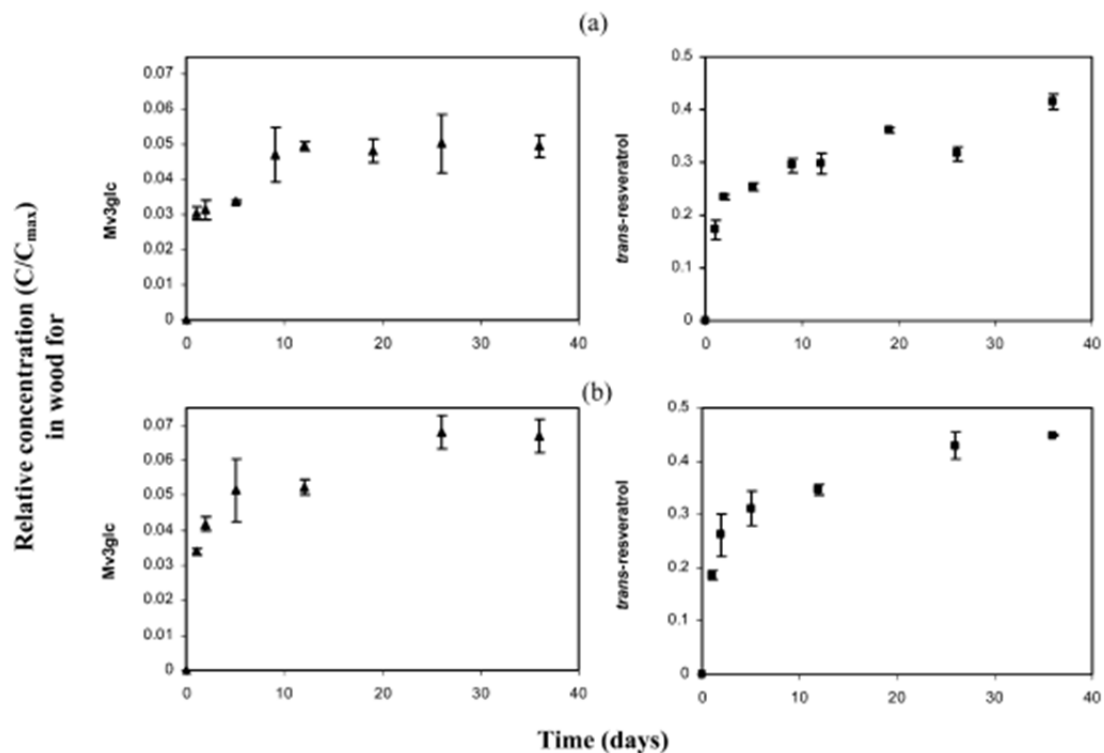 (a)
0.07
0.06
0.05
0.04
0.03
0.02
0.01
0
0 10 20 30 40
Mv3glc
0.5
0.4
0.3
0.2
0.1
0
0 10 20 30 40
trans-resveratrol
Relative concentration (C/Cmax)
in wood for
(b)
0.07
0.06
0.05
0.04
0.03
0.02
0.01
0
0 10 20 30 40
Mv3glc
0.5
0.4
0.3
0.2
0.1
0
0 10 20 30 40
trans-resveratrol
Time (days)